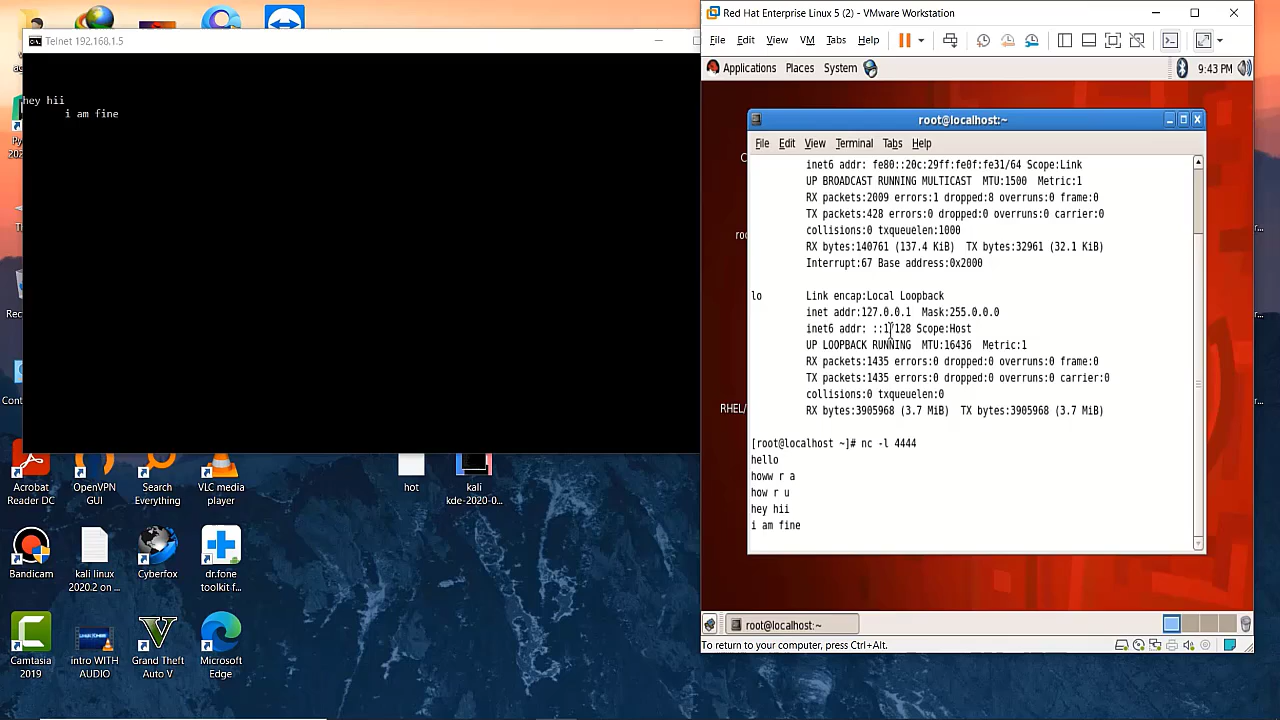 Telnet 192.168.1.5
hey hii
i am fine
Acrobat
Reader DC
OpenVPN
GUI
Search
Everything
VLC media
player
hot
kali
kde-2020-0...
Bandicam
kali linux
2020.2 on ...
Cyberfox
dr.fone
toolkit f...
Camtasia
2019
intro WITH
AUDIO
Grand Theft
Auto V
Microsoft
Edge
Red Hat Enterprise Linux 5 (2) - VMware Workstation
File Edit View VM Tabs Help
Applications Places System 9:43 PM
root@localhost:~
File Edit View Terminal Tabs Help
inet6 addr: fe80::20c:29ff:fe0f:fe31/64 Scope:Link
UP BROADCAST RUNNING MULTICAST MTU:1500 Metric:1
RX packets:2009 errors:1 dropped:8 overruns:0 frame:0
TX packets:428 errors:0 dropped:0 overruns:0 carrier:0
collisions:0 txqueuelen:1000
RX bytes:140761 (137.4 KiB) TX bytes:32961 (32.1 KiB)
Interrupt:67 Base address:0x2000
lo Link encap:Local Loopback
inet addr:127.0.0.1 Mask:255.0.0.0
inet6 addr: ::1/128 Scope:Host
UP LOOPBACK RUNNING MTU:16436 Metric:1
RX packets:1435 errors:0 dropped:0 overruns:0 frame:0
TX packets:1435 errors:0 dropped:0 overruns:0 carrier:0
collisions:0 txqueuelen:0
RX bytes:3905968 (3.7 MiB) TX bytes:3905968 (3.7 MiB)
[root@localhost ~]# nc -l 4444
hello
howw r a
how r u
hey hii
i am fine
RHEL/
root@localhost:~
To return to your computer, press Ctrl+Alt.